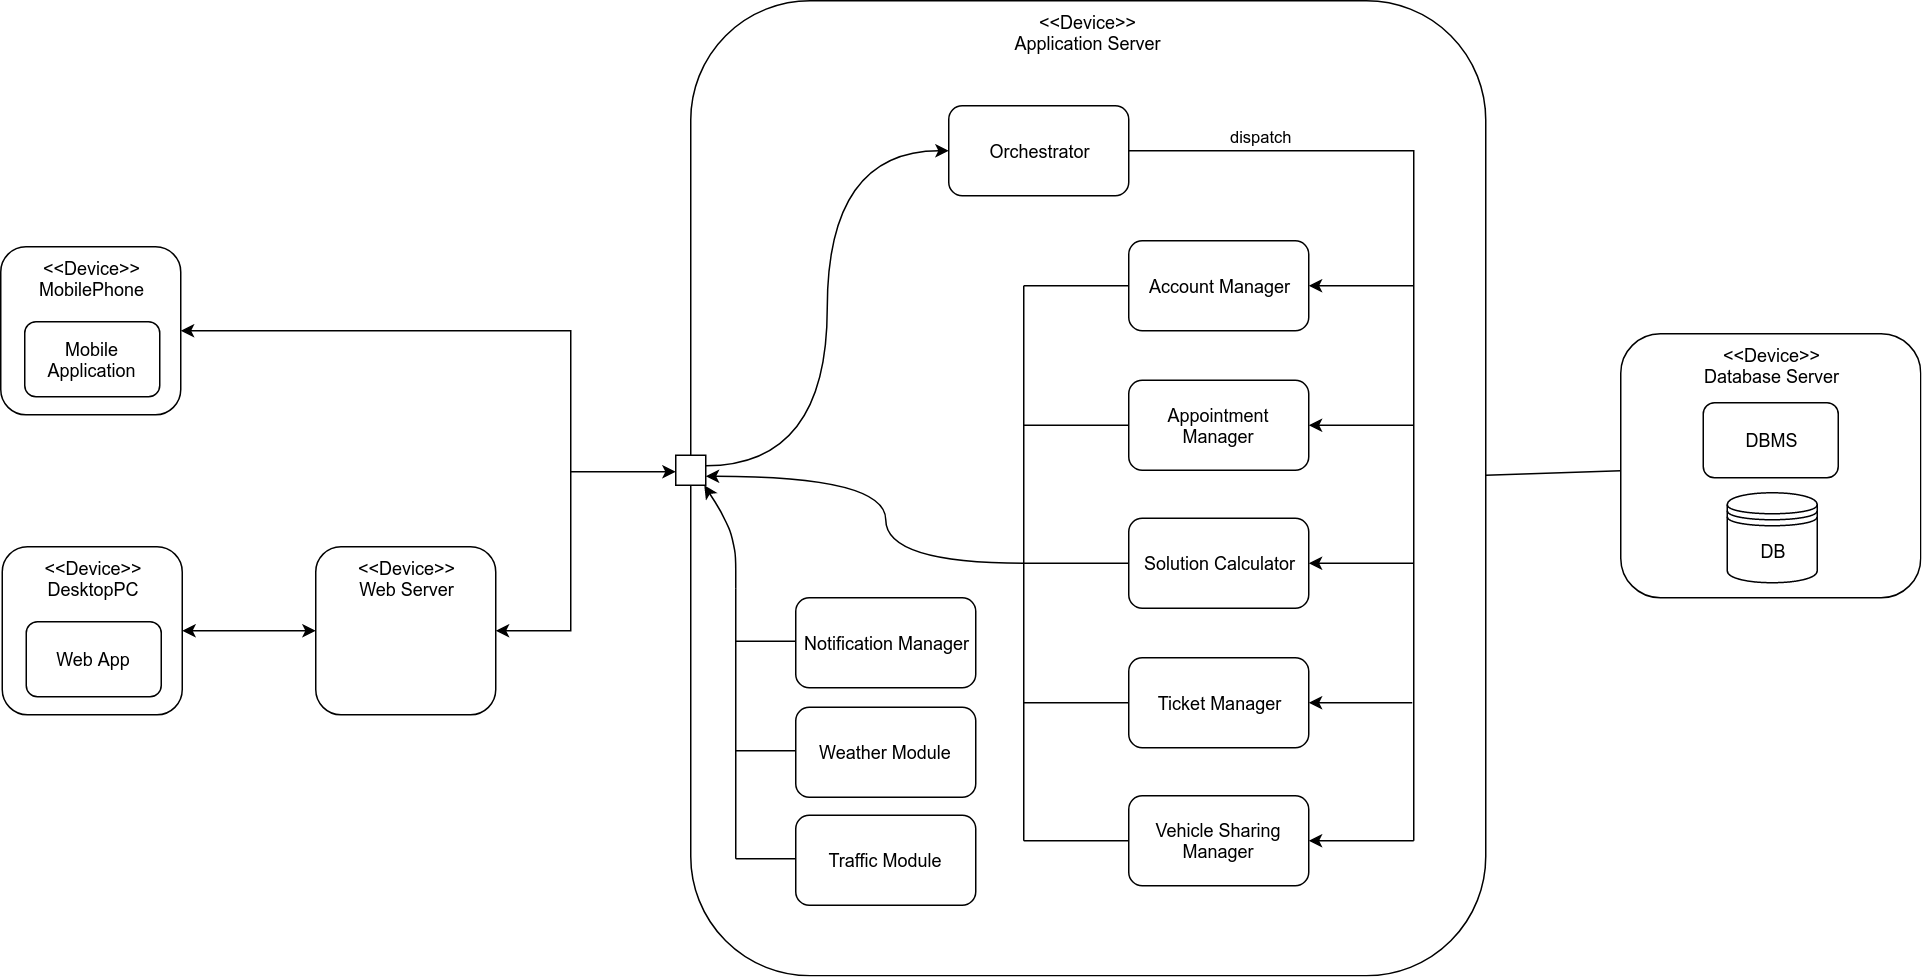 <<Device>>
Application Server
Orchestrator
dispatch
<<Device>>
MobilePhone
Mobile
Application
Account Manager
Appointment
Manager
<<Device>>
Database Server
DBMS
DB
<<Device>>
DesktopPC
Web App
<<Device>>
Web Server
Solution Calculator
Notification Manager
Ticket Manager
Weather Module
Vehicle Sharing
Manager
Traffic Module